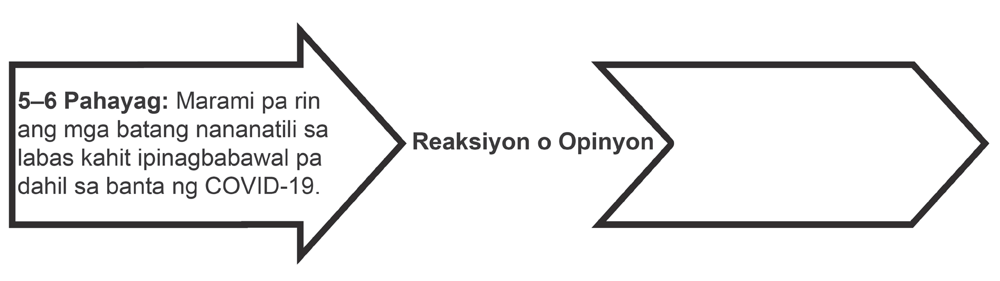 5–6 Pahayag: Marami pa rin
ang mga batang nananatili sa
labas kahit ipinagbabawal pa
dahil sa banta ng COVID-19.
Reaksiyon o Opinyon